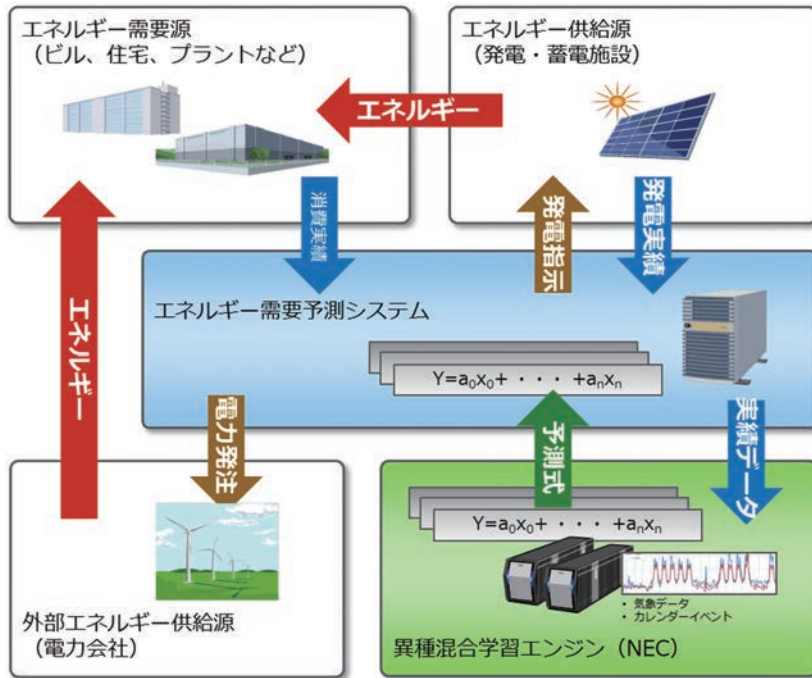 エネルギー需要源
（ビル、住宅、プラントなど）
エネルギー供給源
（発電・蓄電施設）
エネルギー
消費実績
発電指示
発電実績
エネルギー
エネルギー需要予測システム
Y=a₀x₀+ ・ ・ ・ +aₙxₙ
電力発注
予測式
実績データ
Y=a₀x₀+ ・ ・ ・ +aₙxₙ
• 気象データ
• カレンダーイベント
外部エネルギー供給源
（電力会社）
異種混合学習エンジン（NEC）